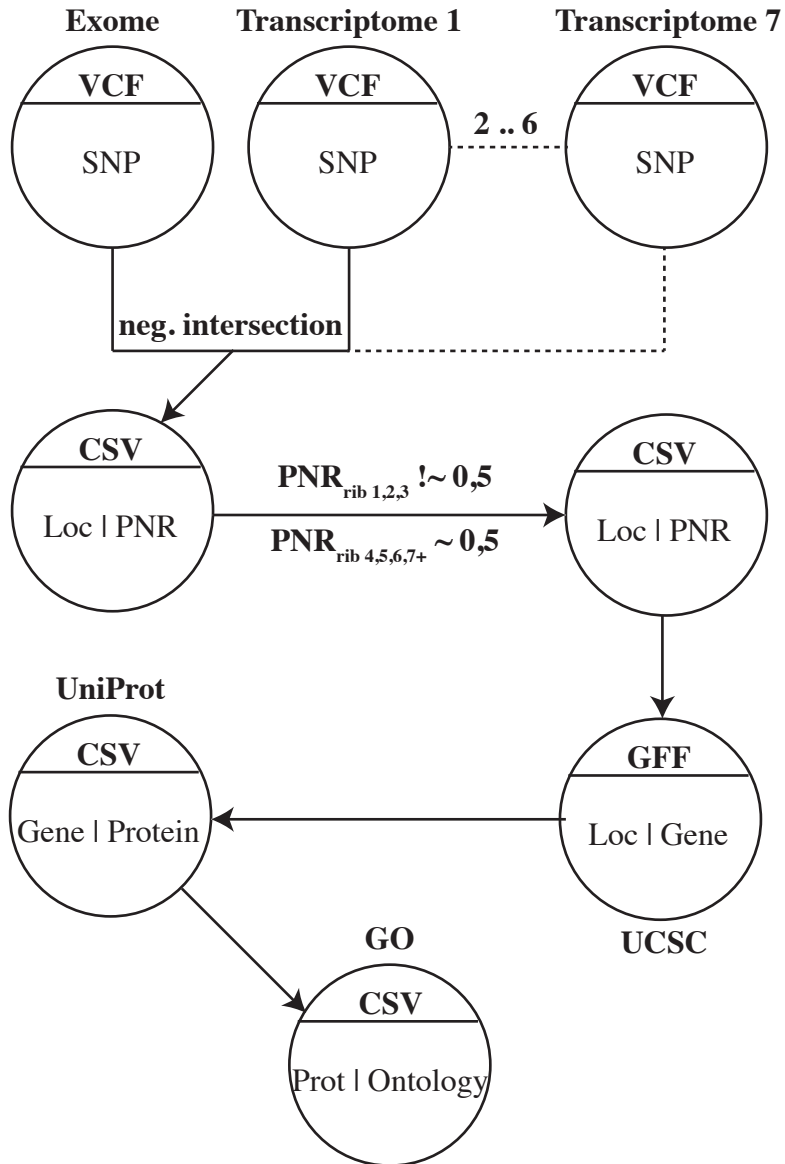 Exome Transcriptome 1 Transcriptome 7
VCF VCF VCF
2 .. 6
SNP SNP SNP
neg. intersection
CSV CSV
PNR rib 1,2,3 !~ 0,5
Loc | PNR Loc | PNR
PNR rib 4,5,6,7+ ~ 0,5
UniProt
CSV GFF
Gene | Protein Loc | Gene
GO UCSC
CSV
Prot | Ontology